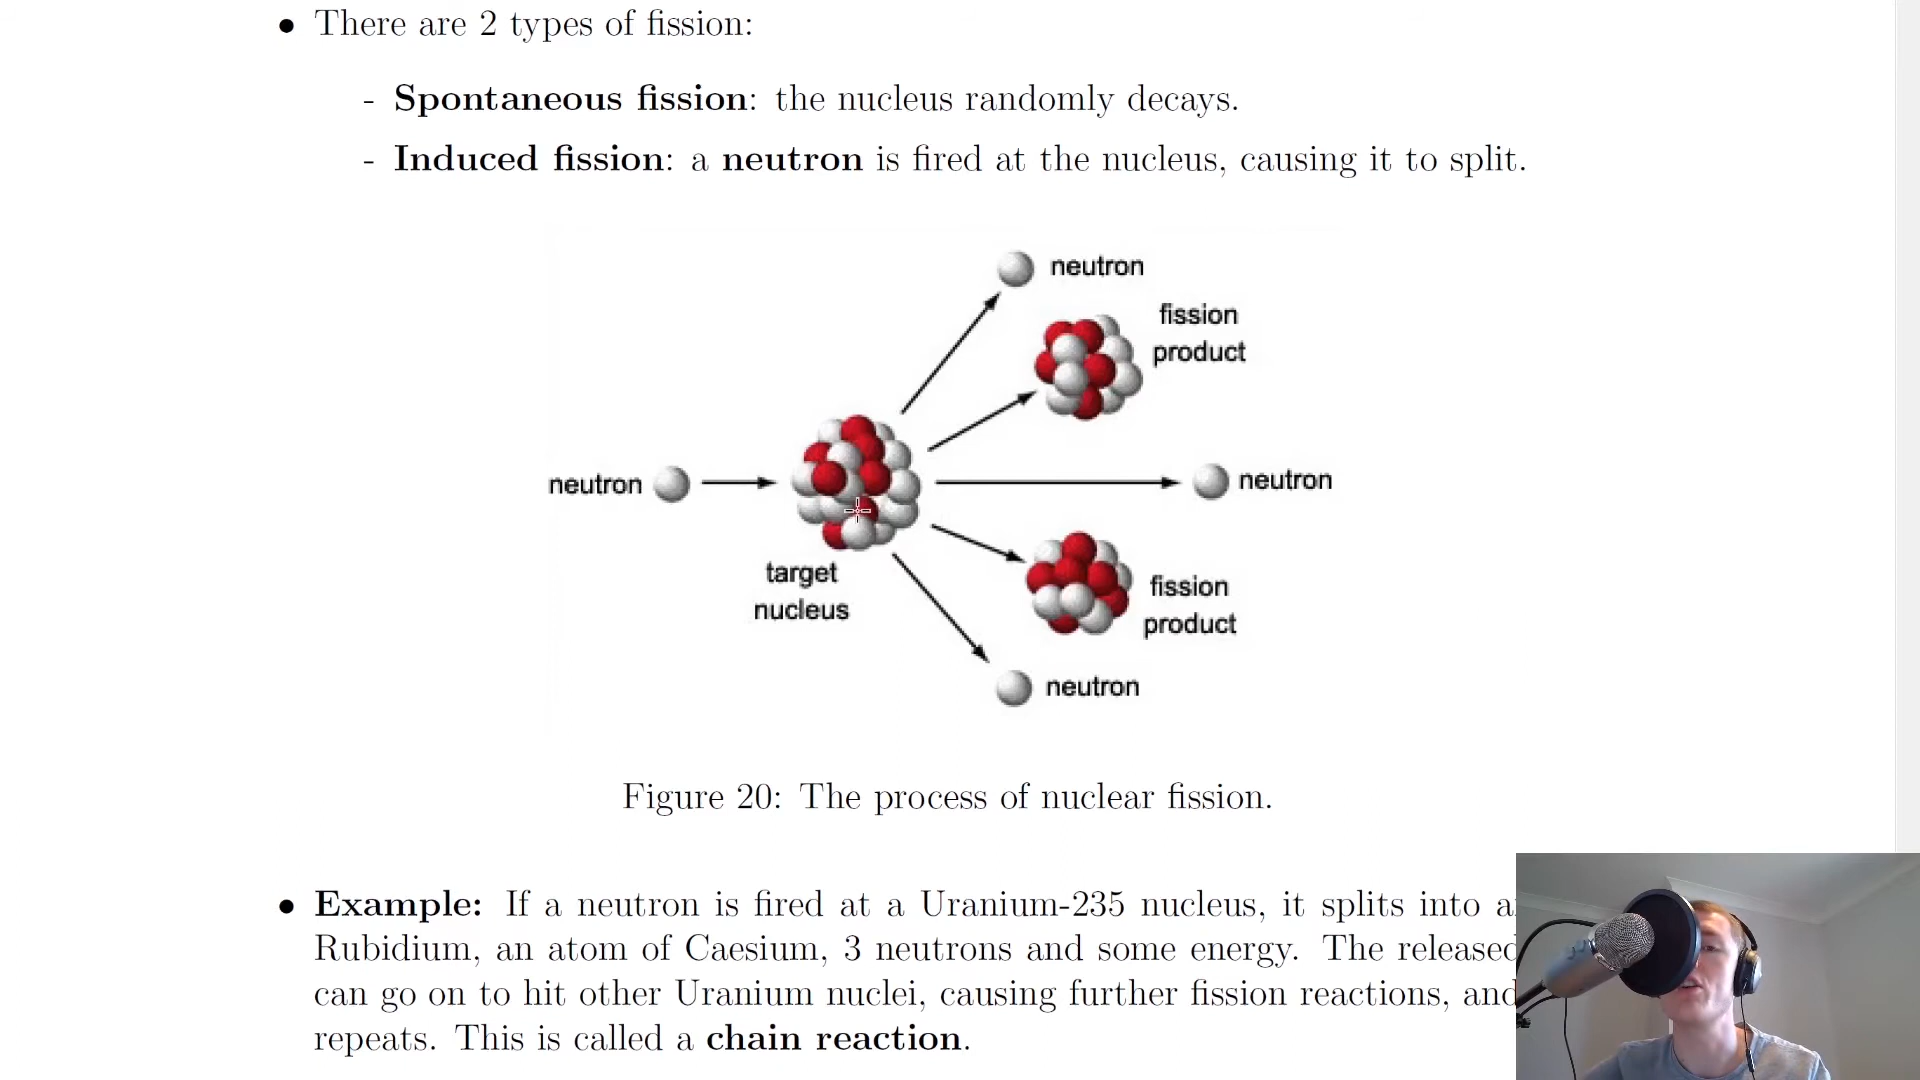 • There are 2 types of fission:
- Spontaneous fission: the nucleus randomly decays.
- Induced fission: a neutron is fired at the nucleus, causing it to split.
neutron
fission
product
neutron
neutron
target
nucleus
fission
product
neutron
Figure 20: The process of nuclear fission.
• Example: If a neutron is fired at a Uranium-235 nucleus, it splits into
Rubidium, an atom of Caesium, 3 neutrons and some energy. The released
can go on to hit other Uranium nuclei, causing further fission reactions, and
repeats. This is called a chain reaction.